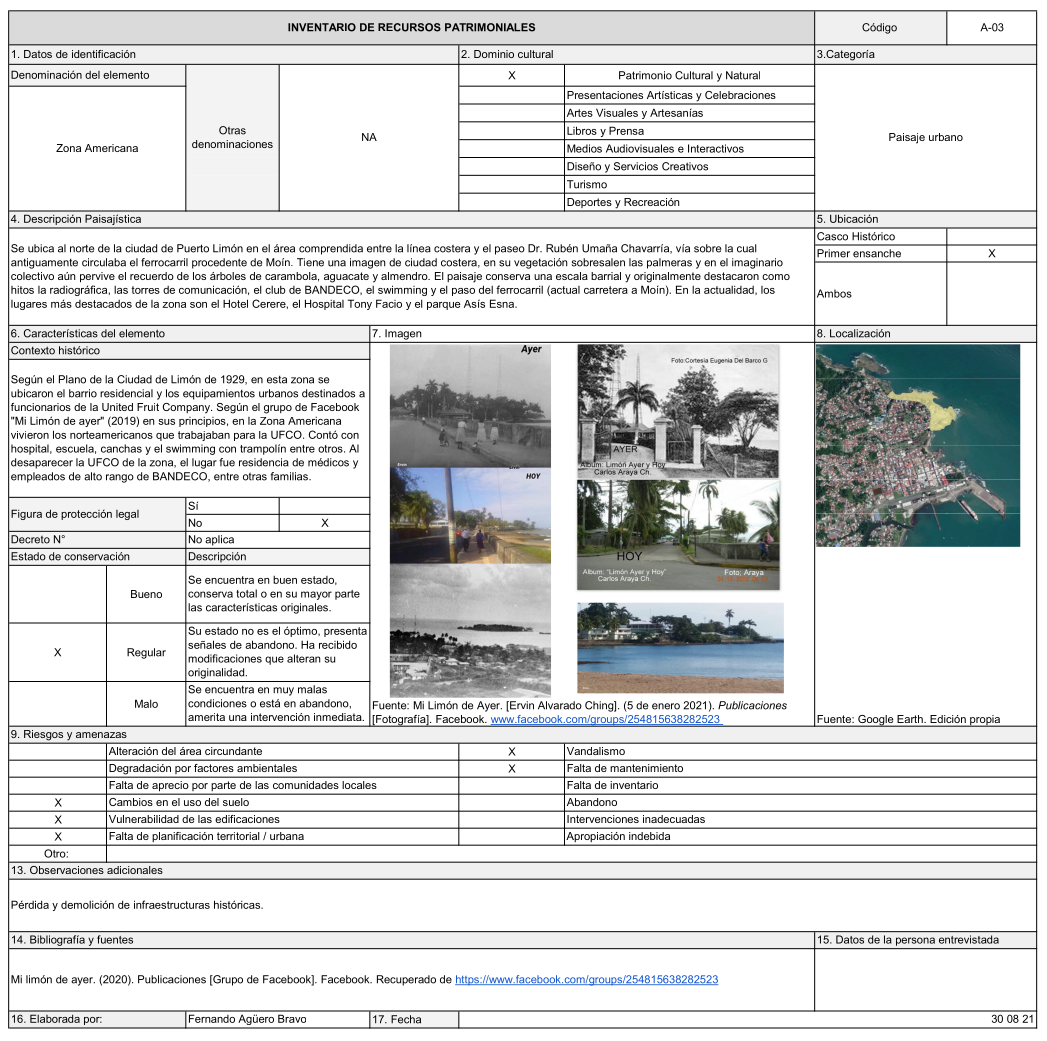 INVENTARIO DE RECURSOS PATRIMONIALES
Código
A-03
1. Datos de identificación
2. Dominio cultural
3.Categoría
Denominación del elemento
Zona Americana
Otras
denominaciones
NA
X
Patrimonio Cultural y Natural
Presentaciones Artísticas y Celebraciones
Artes Visuales y Artesanías
Libros y Prensa
Medios Audiovisuales e Interactivos
Diseño y Servicios Creativos
Turismo
Deportes y Recreación
Paisaje urbano
4. Descripción Paisajística
5. Ubicación
Se ubica al norte de la ciudad de Puerto Limón en el área comprendida entre la línea costera y el paseo Dr. Rubén Umaña Chavarría, vía sobre la cual
antiguamente circulaba el ferrocarril procedente de Moín. Tiene una imagen de ciudad costera, en su vegetación sobresalen las palmeras y en el imaginario
colectivo aún pervive el recuerdo de los árboles de carambola, aguacate y almendro. El paisaje conserva una escala barrial y originalmente destacaron como
hitos la radiográfica, las torres de comunicación, el club de BANDECO, el swimming y el paso del ferrocarril (actual carretera a Moín). En la actualidad, los
lugares más destacados de la zona son el Hotel Cerere, el Hospital Tony Facio y el parque Asís Esna.
Casco Histórico
Primer ensanche
X
Ambos
6. Características del elemento
7. Imagen
8. Localización
Contexto histórico
Según el Plano de la Ciudad de Limón de 1929, en esta zona se
ubicaron el barrio residencial y los equipamientos urbanos destinados a
funcionarios de la United Fruit Company. Según el grupo de Facebook
"Mi Limón de ayer" (2019) en sus principios, en la Zona Americana
vivieron los norteamericanos que trabajaban para la UFCO. Contó con
hospital, escuela, canchas y el swimming con trampolín entre otros. Al
desaparecer la UFCO de la zona, el lugar fue residencia de médicos y
empleados de alto rango de BANDECO, entre otras familias.
Figura de protección legal
Sí
No
X
Decreto N°
No aplica
Estado de conservación
Descripción
Bueno
Se encuentra en buen estado,
conserva total o en su mayor parte
las características originales.
X
Regular
Su estado no es el óptimo, presenta
señales de abandono. Ha recibido
modificaciones que alteran su
originalidad.
Malo
Se encuentra en muy malas
condiciones o está en abandono,
amerita una intervención inmediata.
Ayer
HOY
Foto:Cortesía Eugenia Del Barco G
AYER
Album: Limón Ayer y Hoy
Carlos Araya Ch.
HOY
Album: "Limón Ayer y Hoy"
Carlos Araya Ch.
Foto; Araya
Fuente: Mi Limón de Ayer. [Ervin Alvarado Ching]. (5 de enero 2021). Publicaciones
[Fotografía]. Facebook. www.facebook.com/groups/254815638282523
Fuente: Google Earth. Edición propia
9. Riesgos y amenazas
Alteración del área circundante
X
Vandalismo
Degradación por factores ambientales
X
Falta de mantenimiento
Falta de aprecio por parte de las comunidades locales
Falta de inventario
X
Cambios en el uso del suelo
Abandono
X
Vulnerabilidad de las edificaciones
Intervenciones inadecuadas
X
Falta de planificación territorial / urbana
Apropiación indebida
Otro:
13. Observaciones adicionales
Pérdida y demolición de infraestructuras históricas.
14. Bibliografía y fuentes
15. Datos de la persona entrevistada
Mi limón de ayer. (2020). Publicaciones [Grupo de Facebook]. Facebook. Recuperado de https://www.facebook.com/groups/254815638282523
16. Elaborada por:
Fernando Agüero Bravo
17. Fecha
30 08 21